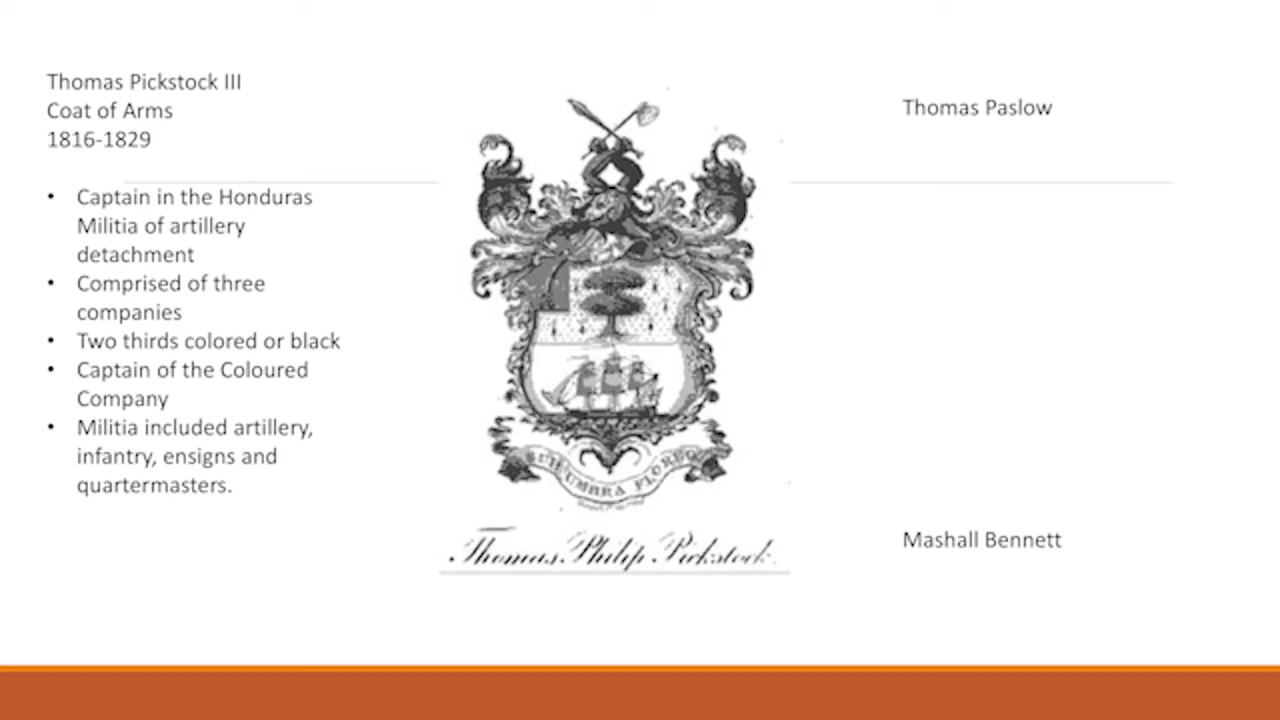 Thomas Pickstock III
Coat of Arms
1816-1829
• Captain in the Honduras
Militia of artillery
detachment
• Comprised of three
companies
• Two thirds colored or black
• Captain of the Coloured
Company
• Militia included artillery,
infantry, ensigns and
quartermasters.
SUB UMBRA FLOREO
Thomas Philip Pickstock
Thomas Paslow
Mashall Bennett